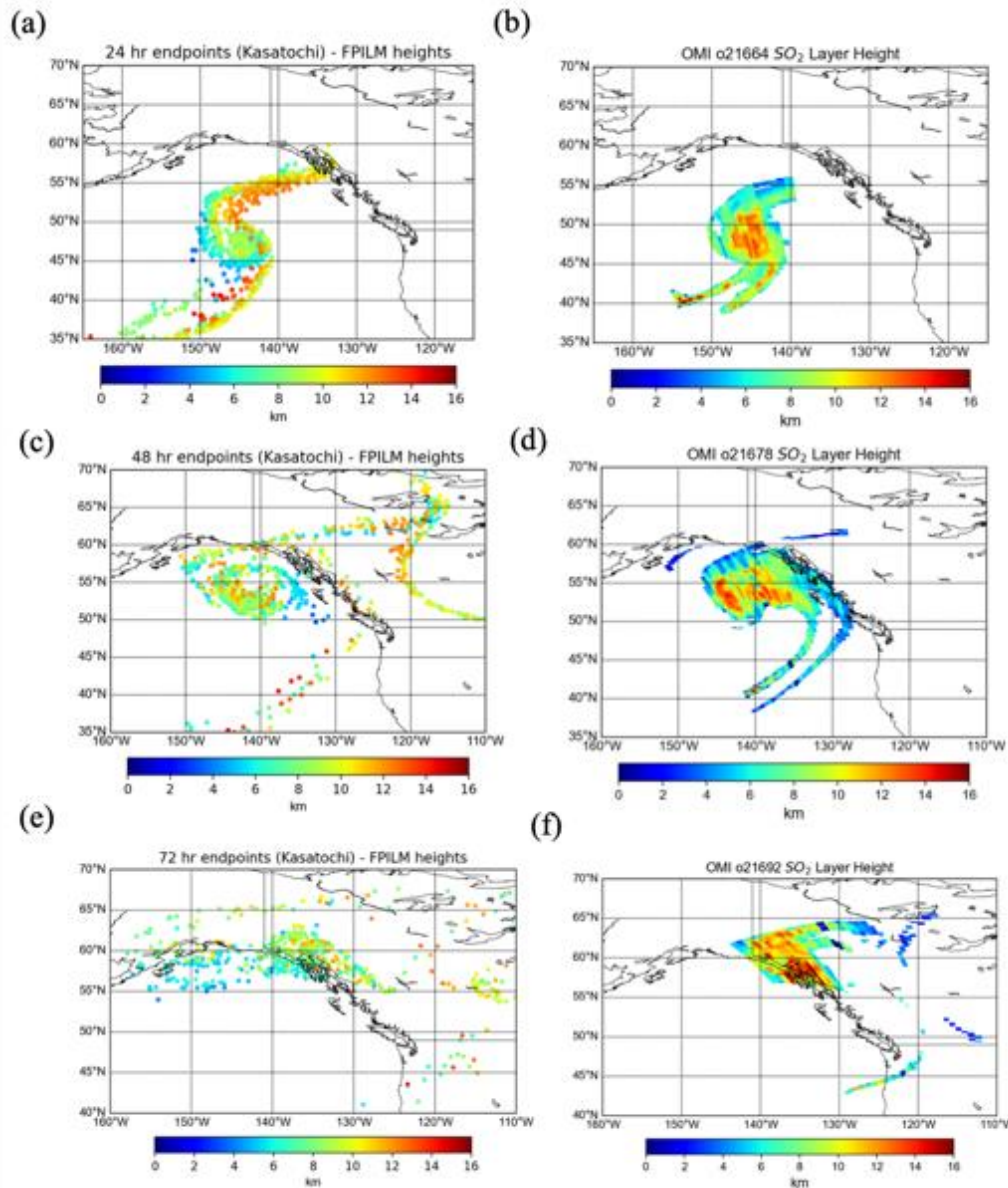 (a)
24 hr endpoints (Kasatochi) - FPILM heights
70°N
65°N
60°N
55°N
50°N
45°N
40°N
35°N
160°W 150°W 140°W 130°W 120°W
0 2 4 6 8 10 12 14 16
km
(b)
OMI o21664 SO2 Layer Height
70°N
65°N
60°N
55°N
50°N
45°N
40°N
35°N
160°W 150°W 140°W 130°W 120°W
0 2 4 6 8 10 12 14 16
km
(c)
48 hr endpoints (Kasatochi) - FPILM heights
70°N
65°N
60°N
55°N
50°N
45°N
40°N
35°N
160°W 150°W 140°W 130°W 120°W 110°W
0 2 4 6 8 10 12 14 16
km
(d)
OMI o21678 SO2 Layer Height
70°N
65°N
60°N
55°N
50°N
45°N
40°N
35°N
160°W 150°W 140°W 130°W 120°W 110°W
0 2 4 6 8 10 12 14 16
km
(e)
72 hr endpoints (Kasatochi) - FPILM heights
70°N
65°N
60°N
55°N
50°N
45°N
40°N
160°W 150°W 140°W 130°W 120°W 110°W
0 2 4 6 8 10 12 14 16
km
(f)
OMI o21692 SO2 Layer Height
70°N
65°N
60°N
55°N
50°N
45°N
40°N
160°W 150°W 140°W 130°W 120°W 110°W
0 2 4 6 8 10 12 14 16
km